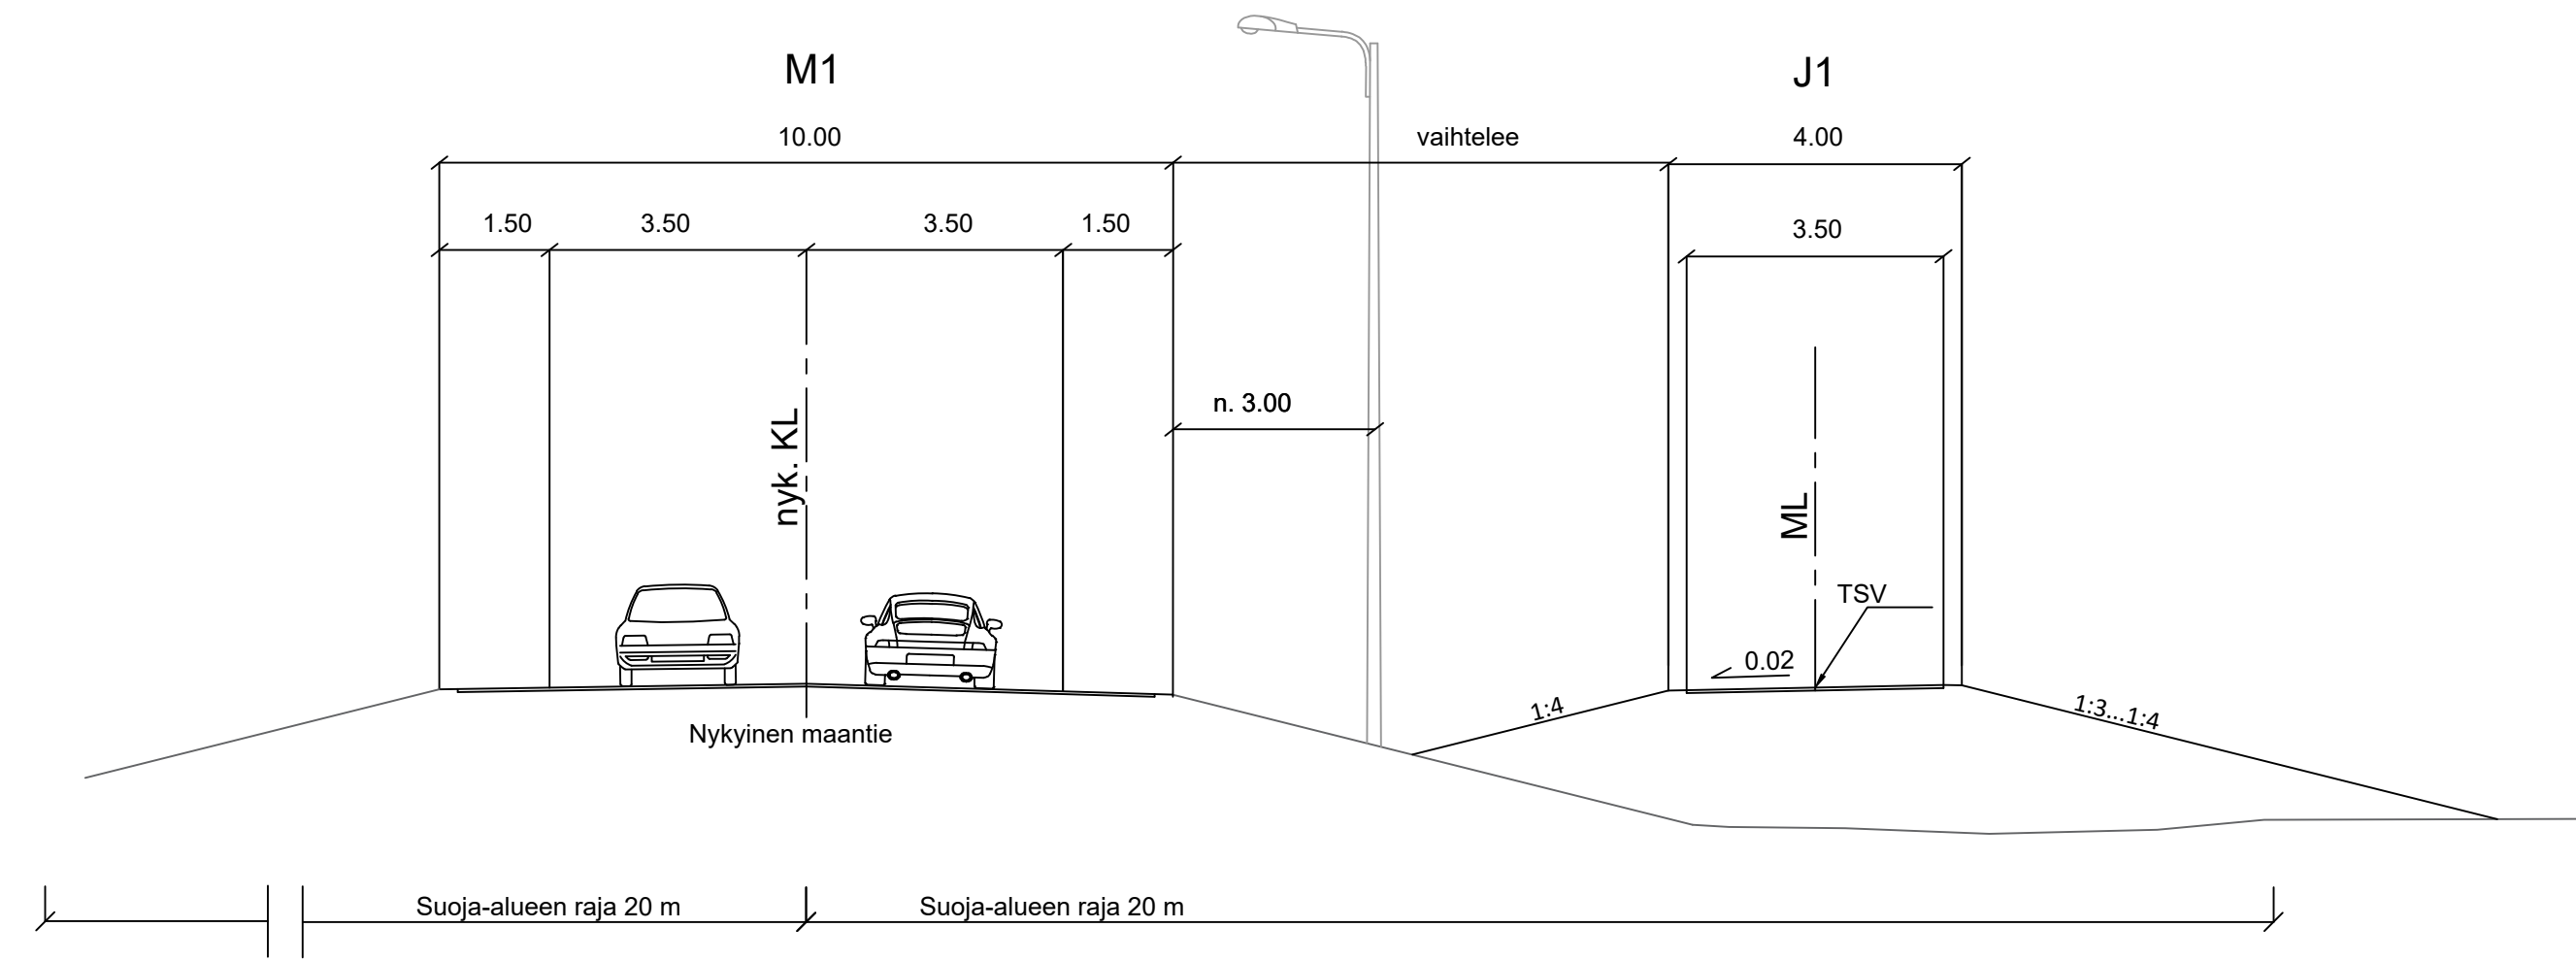 M1
J1
10.00
vaihtelee
4.00
1.50
3.50
3.50
1.50
3.50
n. 3.00
nyk. KL
ML
TSV
0.02
1:4
1:3...1:4
Nykyinen maantie
Suoja-alueen raja 20 m
Suoja-alueen raja 20 m